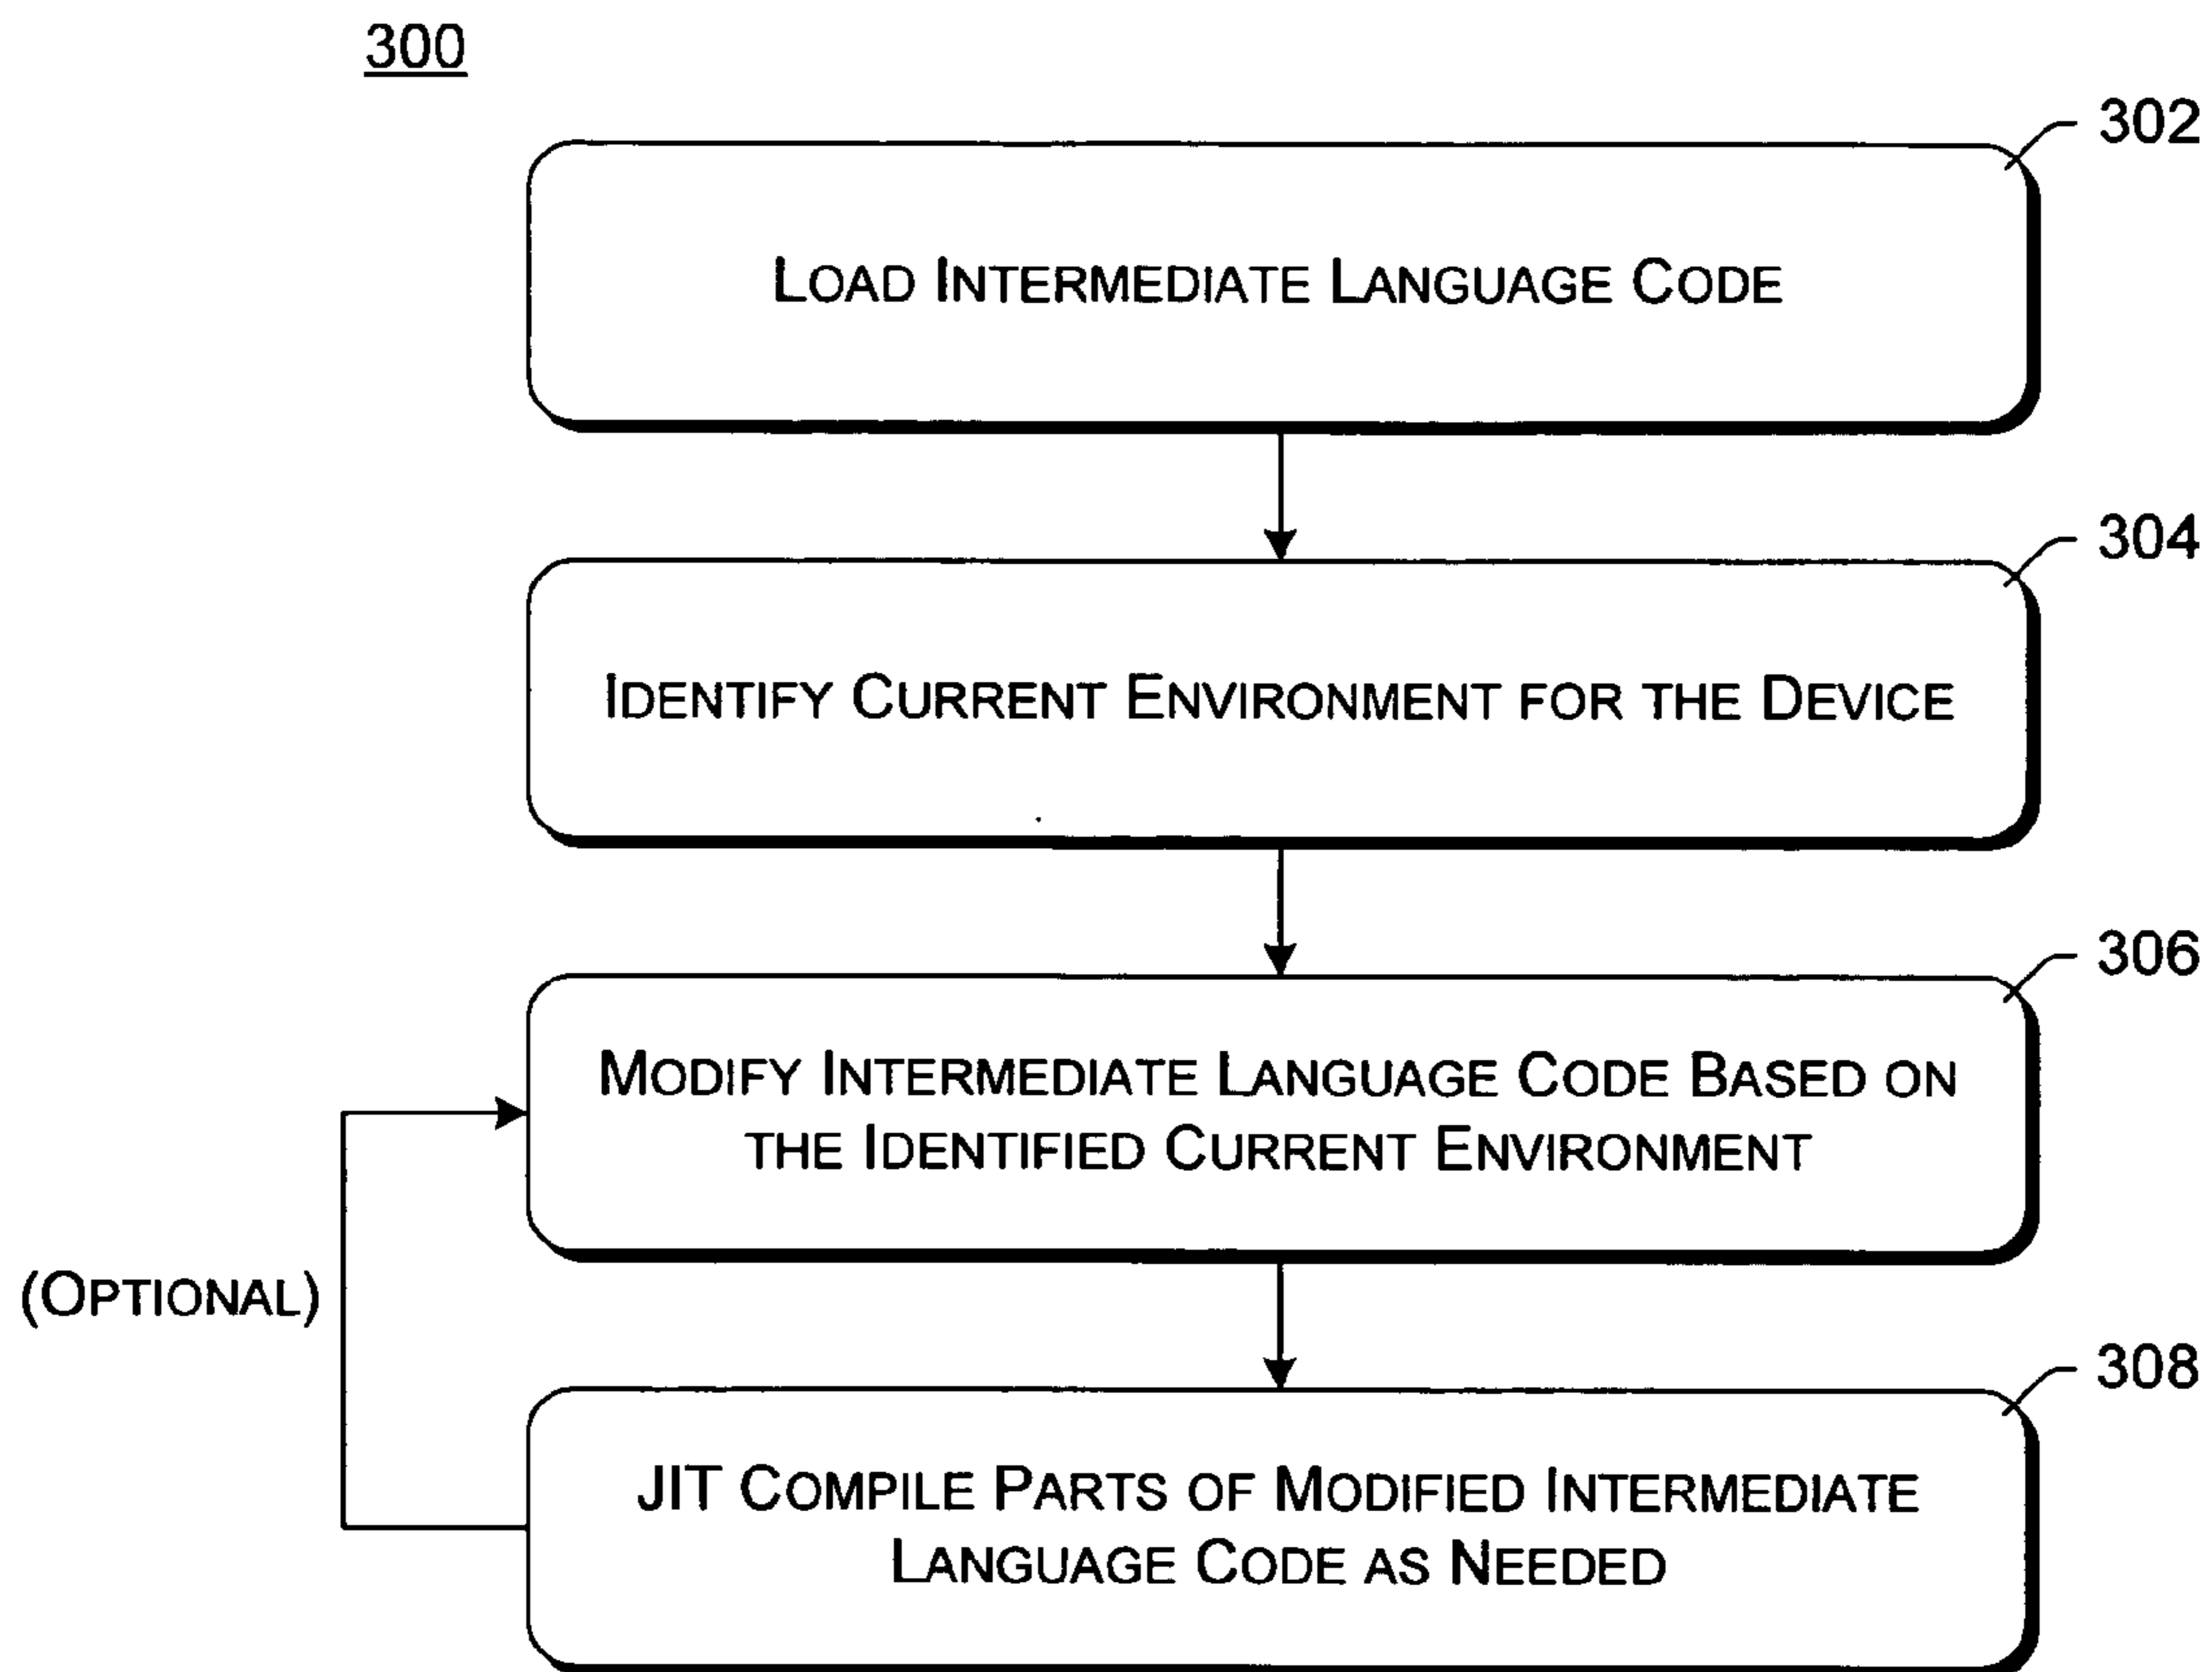 300
302
LOAD INTERMEDIATE LANGUAGE CODE
304
IDENTIFY CURRENT ENVIRONMENT FOR THE DEVICE
306
MODIFY INTERMEDIATE LANGUAGE CODE BASED ON
THE IDENTIFIED CURRENT ENVIRONMENT
(OPTIONAL)
308
JIT COMPILE PARTS OF MODIFIED INTERMEDIATE
LANGUAGE CODE AS NEEDED